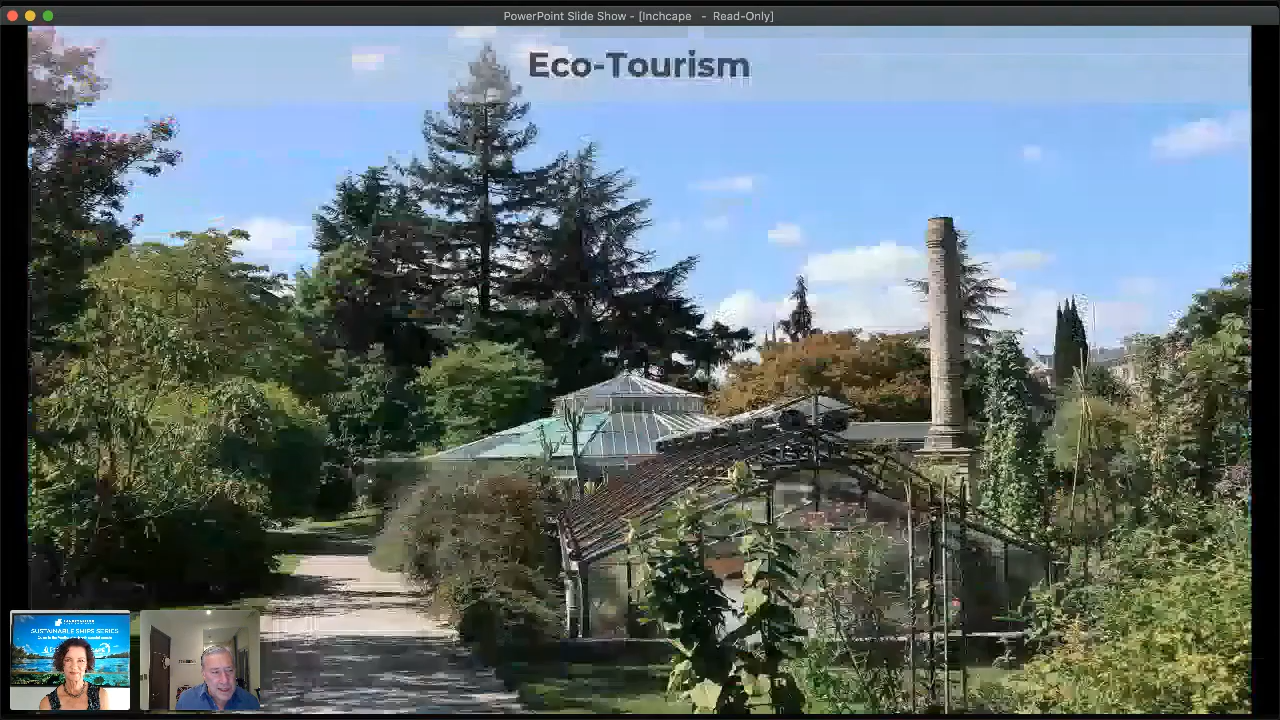 PowerPoint Slide Show - [Inchcape - Read-Only]
Eco-Tourism
SUSTAINABLE SHIPS SERIES